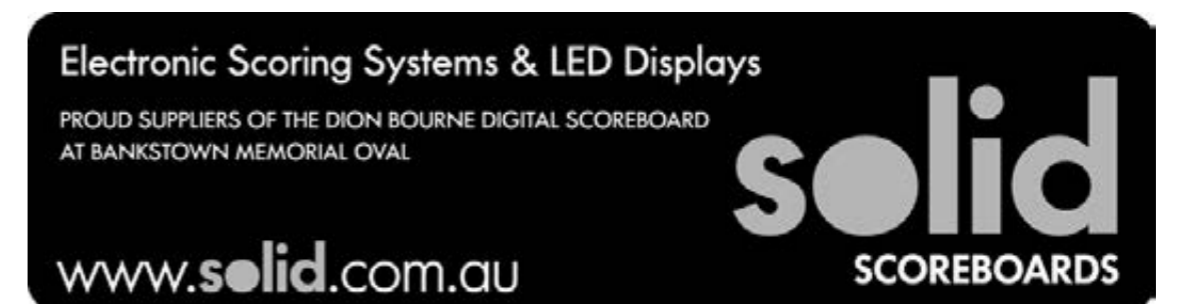 Electronic Scoring Systems & LED Displays
PROUD SUPPLIERS OF THE DION BOURNE DIGITAL SCOREBOARD
AT BANKSTOWN MEMORIAL OVAL
solid
SCOREBOARDS
www.solid.com.au